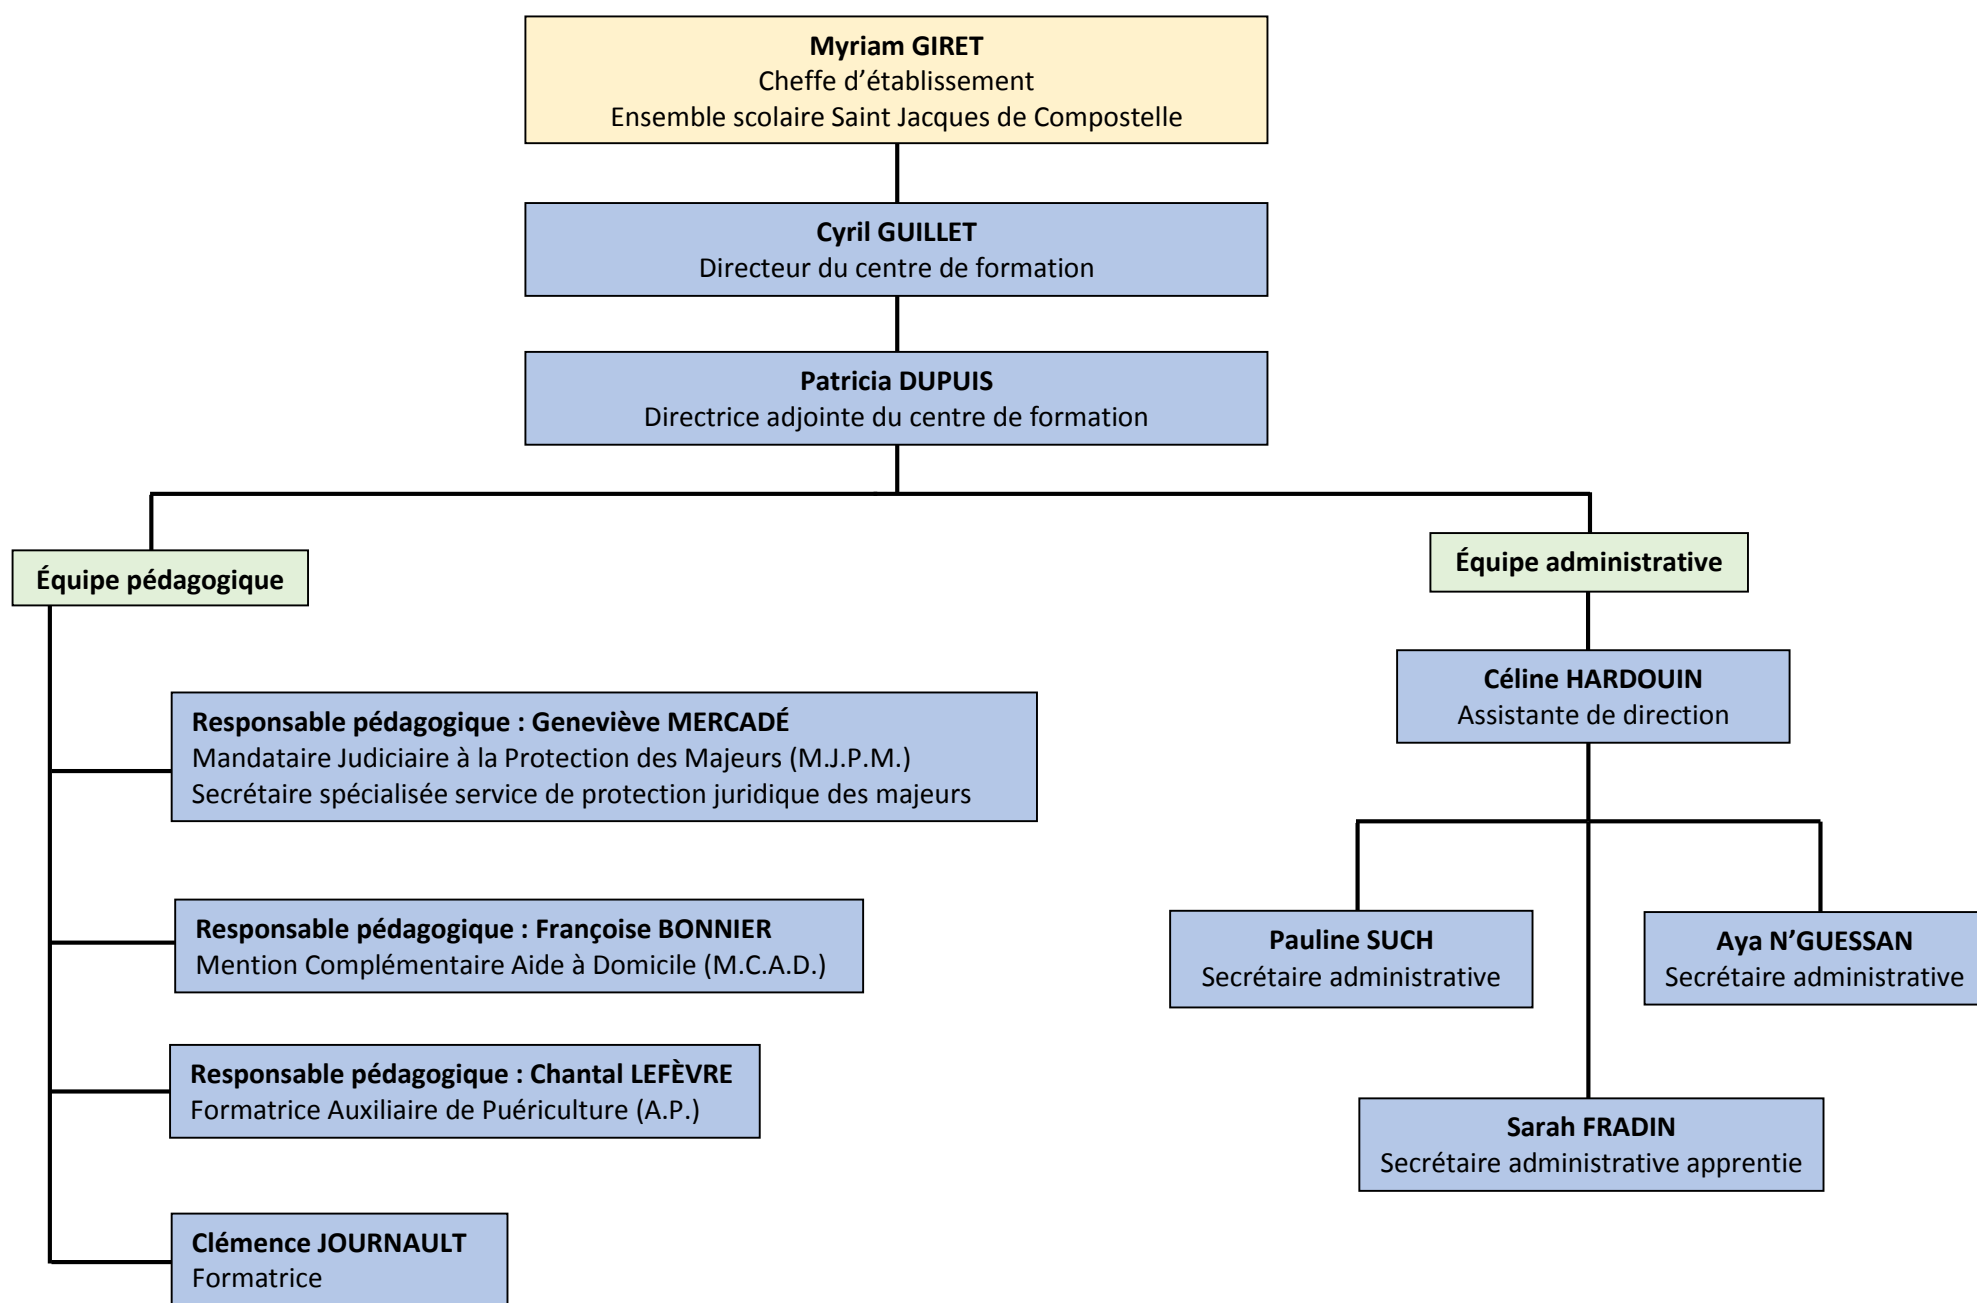 Myriam GIRET
Cheffe d’établissement
Ensemble scolaire Saint Jacques de Compostelle
Cyril GUILLET
Directeur du centre de formation
Patricia DUPUIS
Directrice adjointe du centre de formation
Équipe pédagogique
Responsable pédagogique : Geneviève MERCADÉ
Mandataire Judiciaire à la Protection des Majeurs (M.J.P.M.)
Secrétaire spécialisée service de protection juridique des majeurs
Responsable pédagogique : Françoise BONNIER
Mention Complémentaire Aide à Domicile (M.C.A.D.)
Responsable pédagogique : Chantal LEFÈVRE
Formatrice Auxiliaire de Puériculture (A.P.)
Clémence JOURNAULT
Formatrice
Équipe administrative
Céline HARDOUIN
Assistante de direction
Pauline SUCH
Secrétaire administrative
Aya N’GUESSAN
Secrétaire administrative
Sarah FRADIN
Secrétaire administrative apprentie